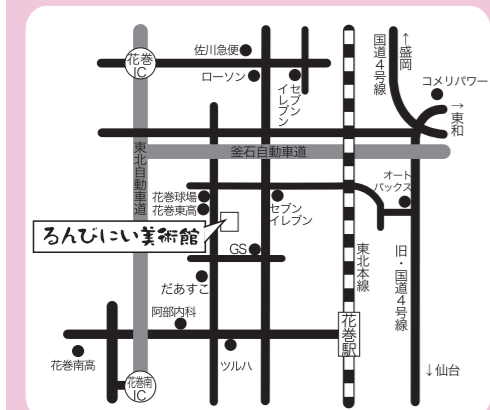 佐川急便
花巻
IC
ローソン
セブン
イレブン
国道4号線
↑盛岡
コメリパワー
→東和
釜石自動車道
東北自動車道
オート
バックス
花巻球場
花巻東高
セブン
イレブン
るんびにい美術館
GS
だあすこ
東北本線
旧・国道4号線
阿部内科
花巻駅
花巻南高
ツルハ
花巻南
IC
↓仙台